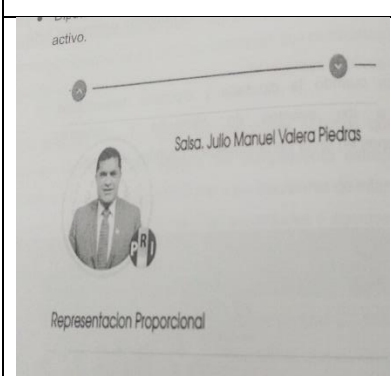 activo.
Salsa. Julio Manuel Valera Piedras
PRI
Representacion Proporcional